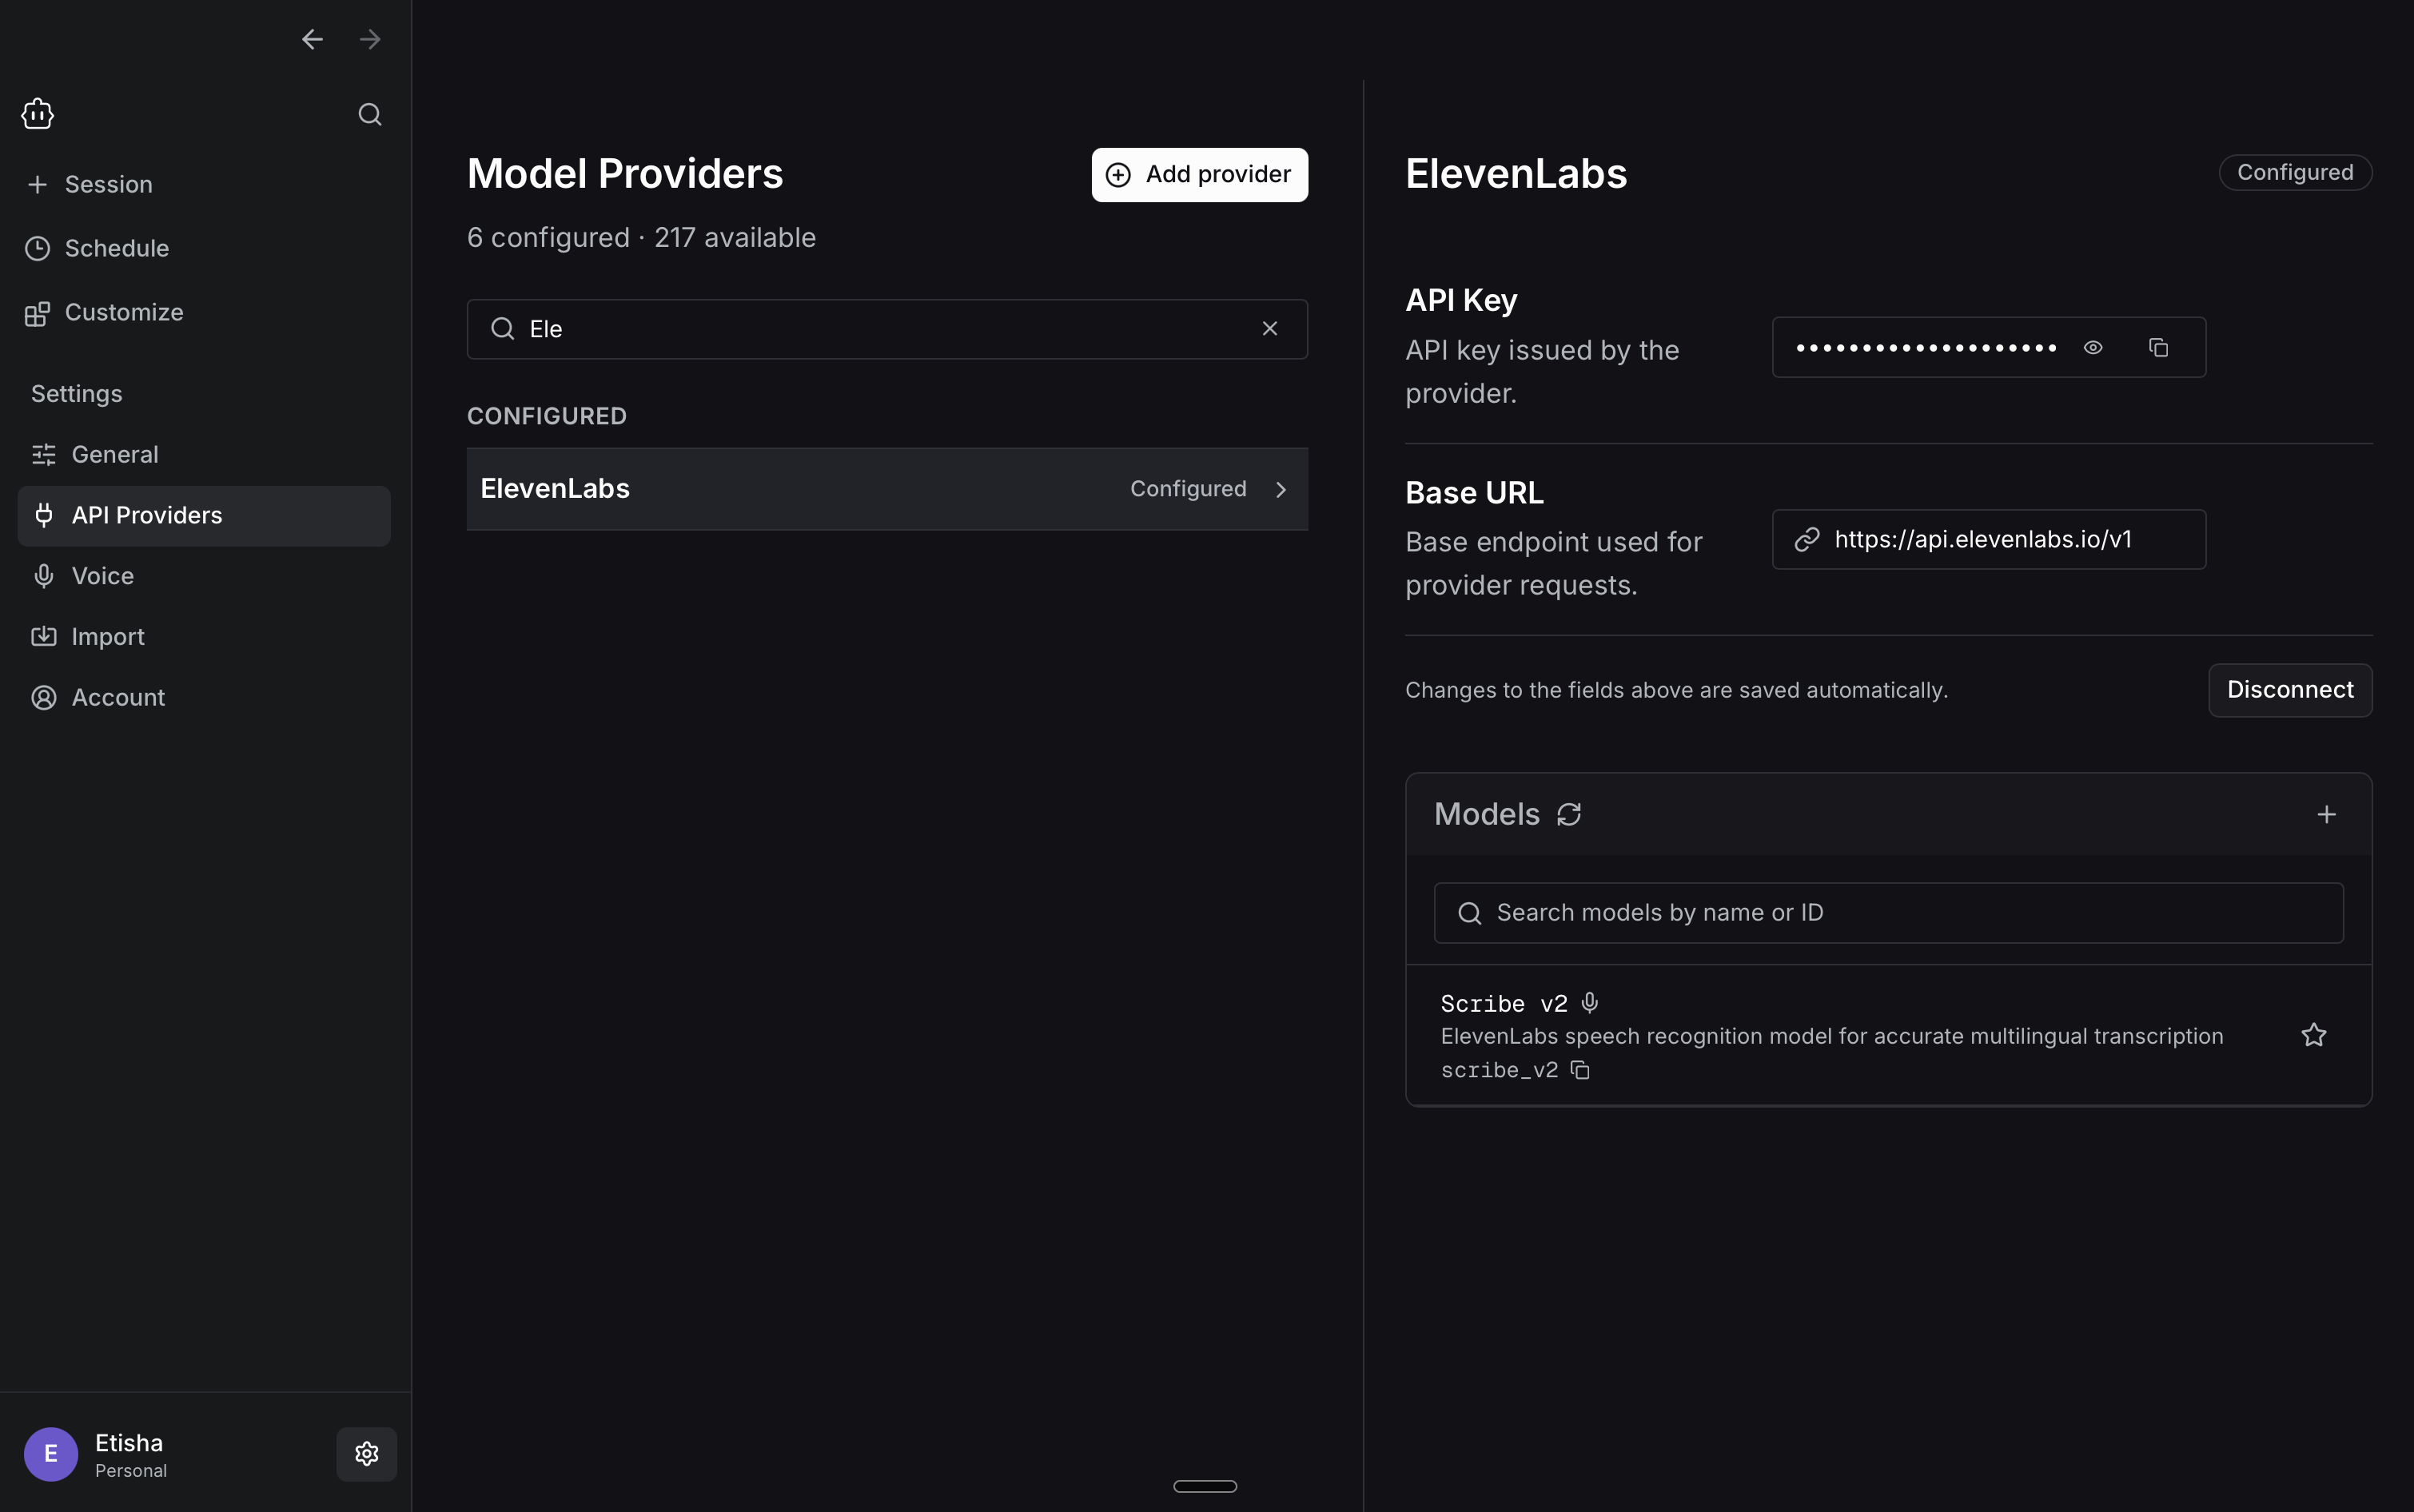 Session
Schedule
Customize
Settings
General
API Providers
Voice
Import
Account
E
Etisha
Personal
Model Providers
Add provider
6 configured · 217 available
Ele
CONFIGURED
ElevenLabs
Configured
ElevenLabs
Configured
API Key
API key issued by the
provider.
••••••••••••••••••••
Base URL
Base endpoint used for
provider requests.
https://api.elevenlabs.io/v1
Changes to the fields above are saved automatically.
Disconnect
Models
Search models by name or ID
Scribe v2
ElevenLabs speech recognition model for accurate multilingual transcription
scribe_v2